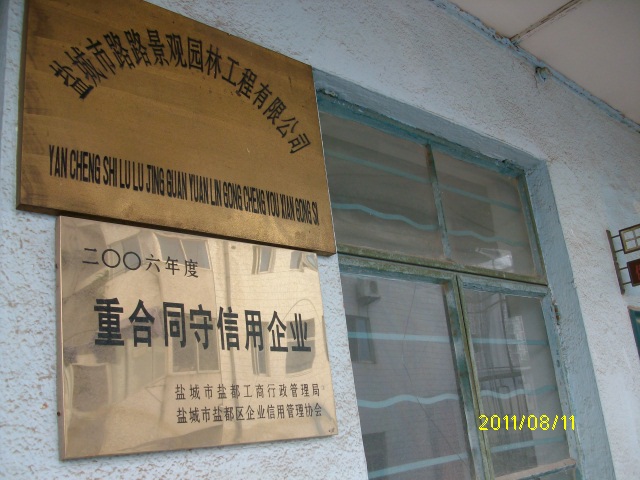 盐城市路路景观园林工程有限公司
YAN CHENG SHI LU LU JING GUAN YUAN LIN GONG CHENG YOU XIAN GONG SI
二〇〇六年度
重合同守信用企业
盐城市盐都工商行政管理局
盐城市盐都区企业信用管理协会
2011/08/11